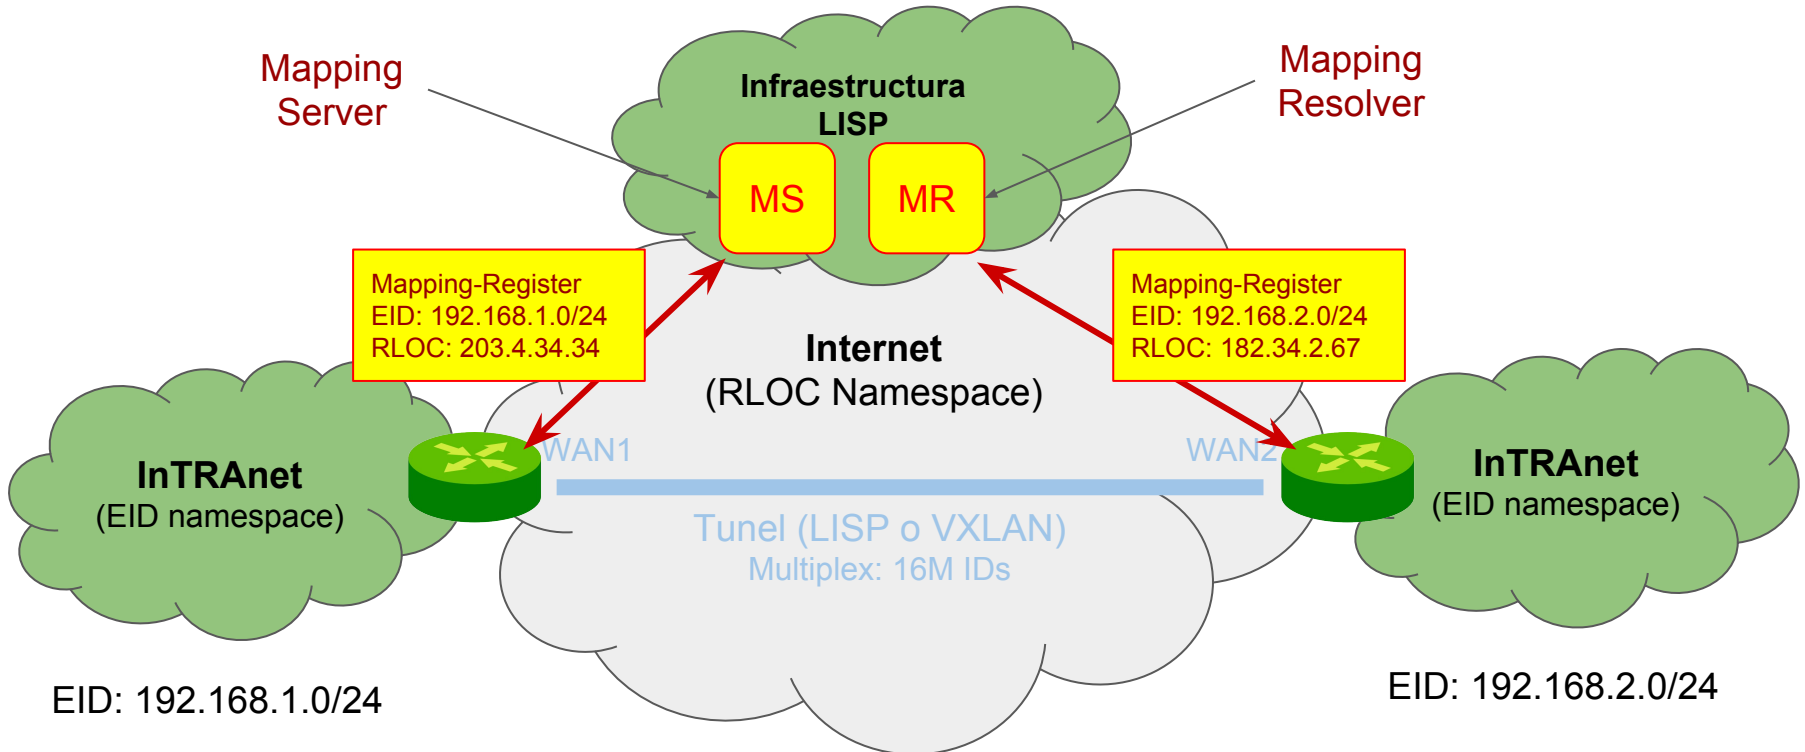 Mapping
Server
Infraestructura
LISP
Mapping
Resolver
MS
MR
Mapping-Register
EID: 192.168.1.0/24
RLOC: 203.4.34.34
Mapping-Register
EID: 192.168.2.0/24
RLOC: 182.34.2.67
Internet
(RLOC Namespace)
InTRAnet
(EID namespace)
WAN1
WAN2
InTRAnet
(EID namespace)
Tunel (LISP o VXLAN)
Multiplex: 16M IDs
EID: 192.168.1.0/24
EID: 192.168.2.0/24